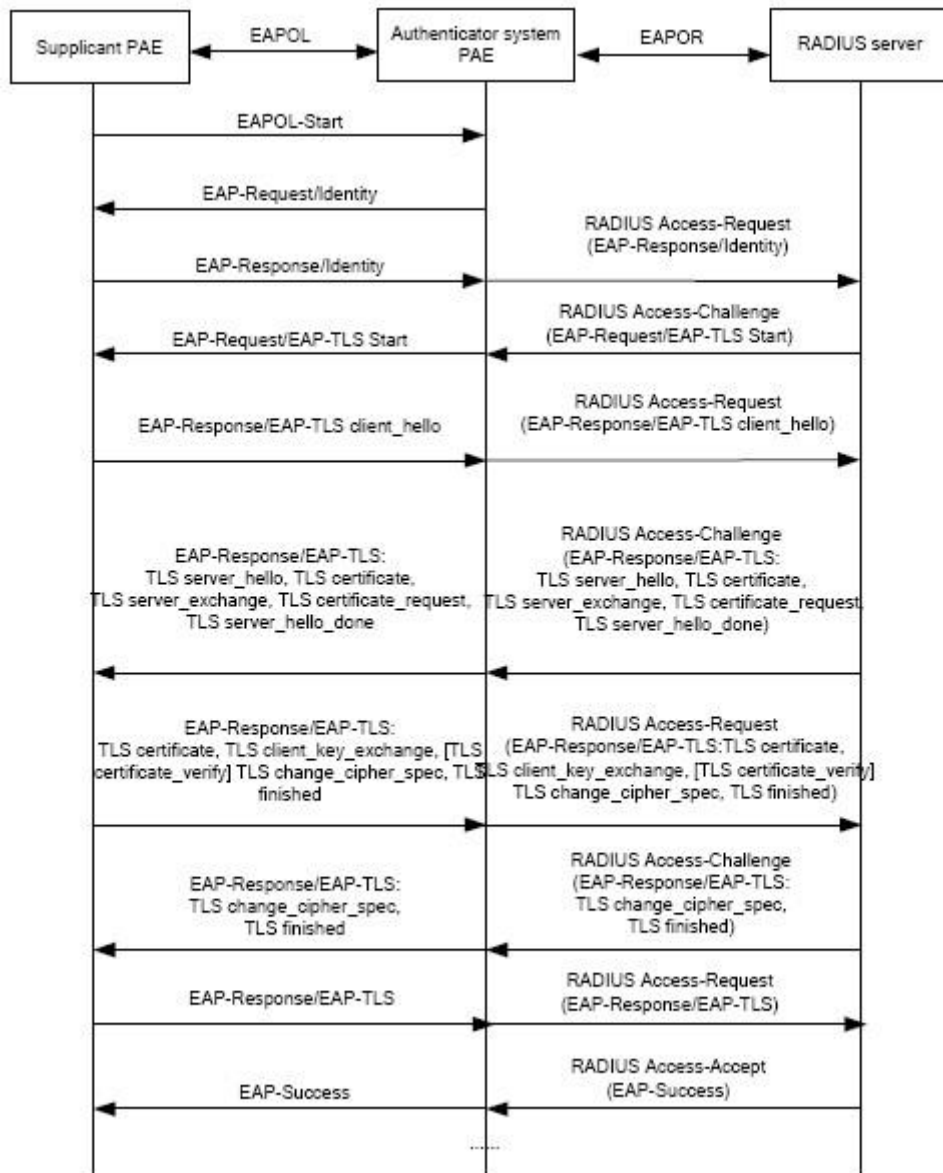 Supplicant PAE
EAPOL
Authenticator system
PAE
EAPOR
RADIUS server
EAPOL-Start
EAP-Request/Identity
RADIUS Access-Request
(EAP-Response/Identity)
EAP-Response/Identity
RADIUS Access-Challenge
(EAP-Request/EAP-TLS Start)
EAP-Request/EAP-TLS Start
RADIUS Access-Request
(EAP-Response/EAP-TLS client_hello)
EAP-Response/EAP-TLS client_hello
EAP-Response/EAP-TLS:
TLS server_hello, TLS certificate,
TLS server_exchange, TLS certificate_request,
TLS server_hello_done
RADIUS Access-Challenge
(EAP-Response/EAP-TLS:
TLS server_hello, TLS certificate,
TLS server_exchange, TLS certificate_request,
TLS server_hello_done)
EAP-Response/EAP-TLS:
TLS certificate, TLS client_key_exchange, [TLS
certificate_verify] TLS change_cipher_spec, TLS
finished
RADIUS Access-Request
(EAP-Response/EAP-TLS:TLS certificate,
TLS client_key_exchange, [TLS certificate_verify]
TLS change_cipher_spec, TLS finished)
EAP-Response/EAP-TLS:
TLS change_cipher_spec,
TLS finished
RADIUS Access-Challenge
(EAP-Response/EAP-TLS:
TLS change_cipher_spec,
TLS finished)
EAP-Response/EAP-TLS
RADIUS Access-Request
(EAP-Response/EAP-TLS)
EAP-Success
RADIUS Access-Accept
(EAP-Success)
......